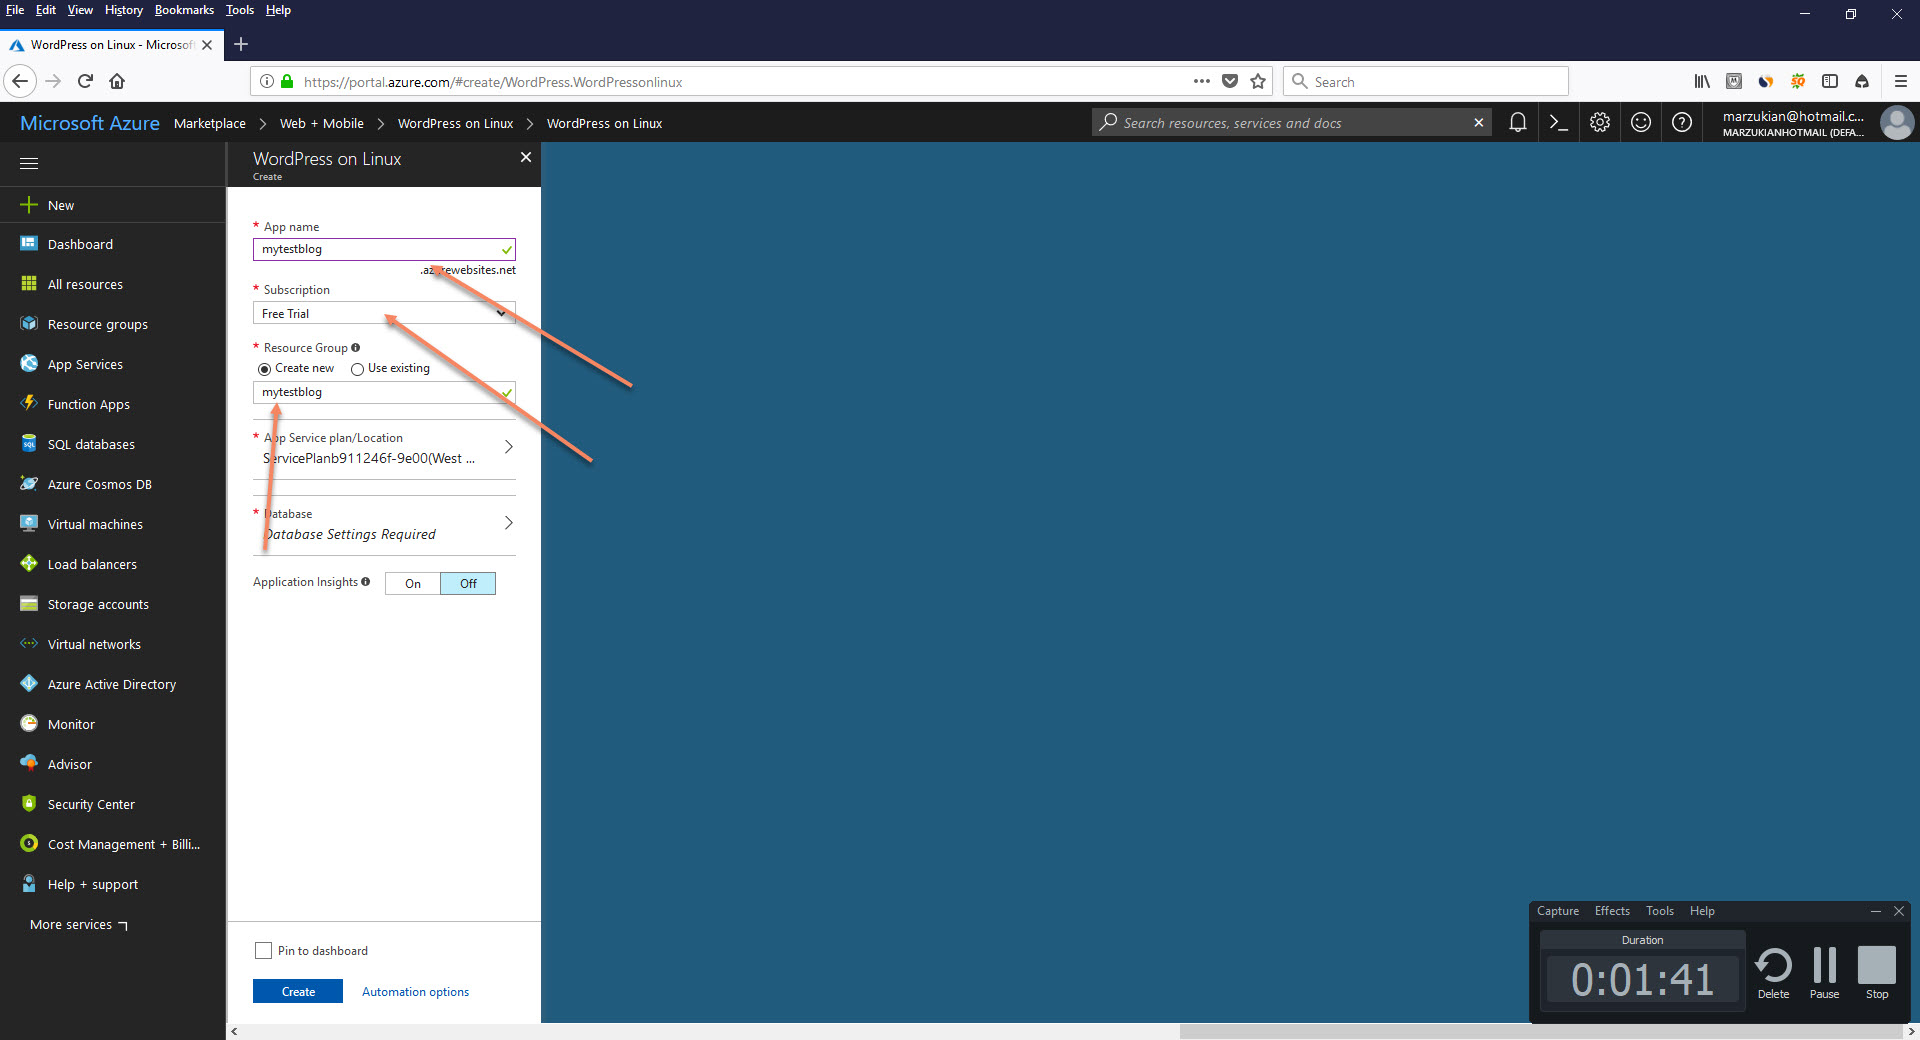 File Edit View History Bookmarks Tools Help
WordPress on Linux - Microsoft
https://portal.azure.com/#create/WordPress.WordPressonlinux
Search
Microsoft Azure Marketplace > Web + Mobile > WordPress on Linux > WordPress on Linux
Search resources, services and docs
marzukian@hotmail.c...
MARZUKIANHOTMAIL (DEFA...
New
Dashboard
All resources
Resource groups
App Services
Function Apps
SQL databases
Azure Cosmos DB
Virtual machines
Load balancers
Storage accounts
Virtual networks
Azure Active Directory
Monitor
Advisor
Security Center
Cost Management + Billi...
Help + support
More services
WordPress on Linux
Create
* App name
mytestblog
.azurewebsites.net
* Subscription
Free Trial
* Resource Group
Create new Use existing
mytestblog
* App Service plan/Location
ServicePlanb911246f-9e00(West ...
* Database
Database Settings Required
Application Insights On Off
Pin to dashboard
Create Automation options
Capture Effects Tools Help
Duration
0:01:41
Delete Pause Stop